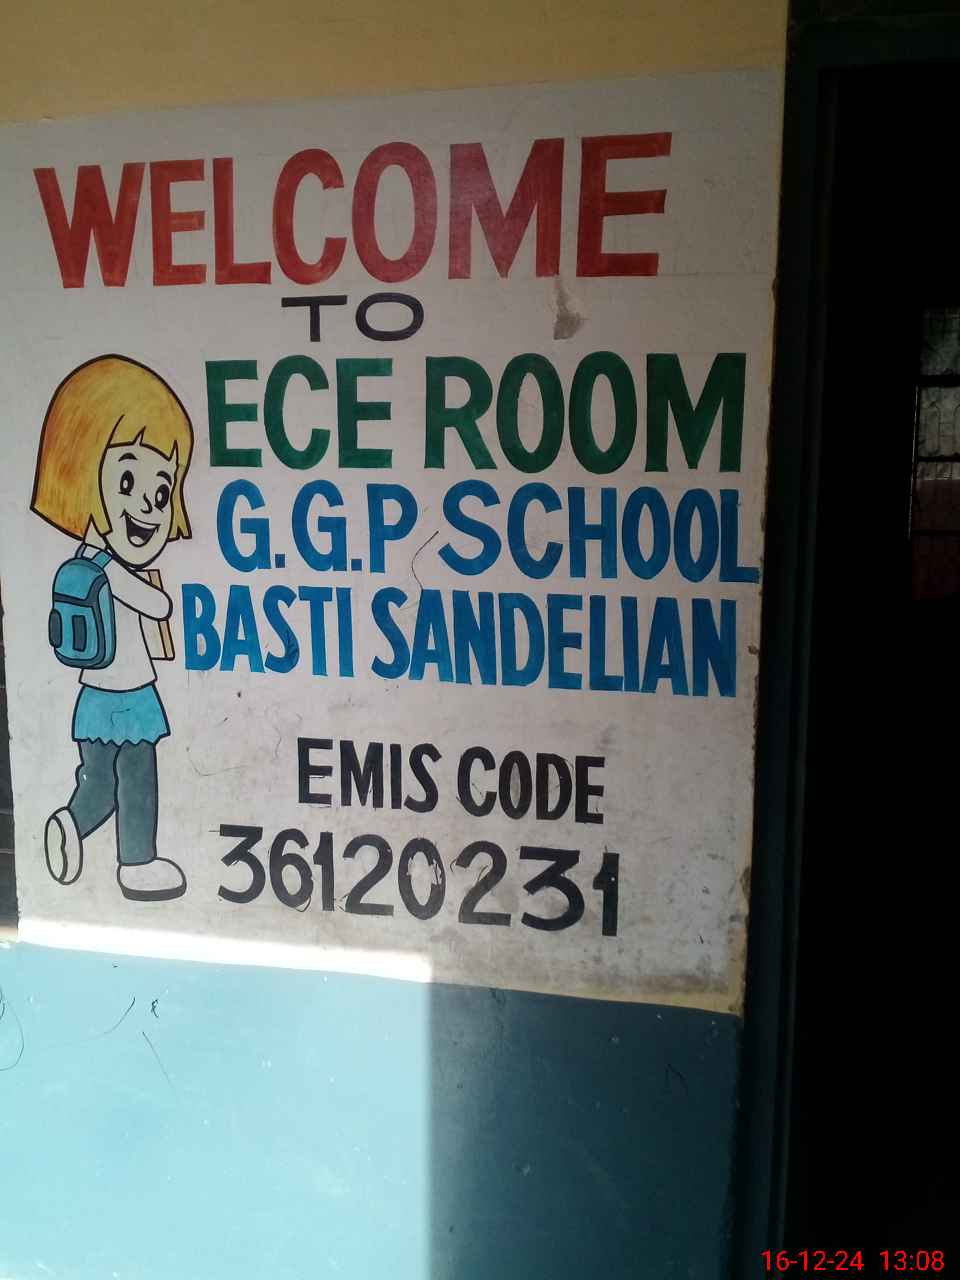 WELCOME
TO
ECE ROOM
G.G.P SCHOOL
BASTI SANDELIAN
EMIS CODE
36120231
16-12-24 13:08